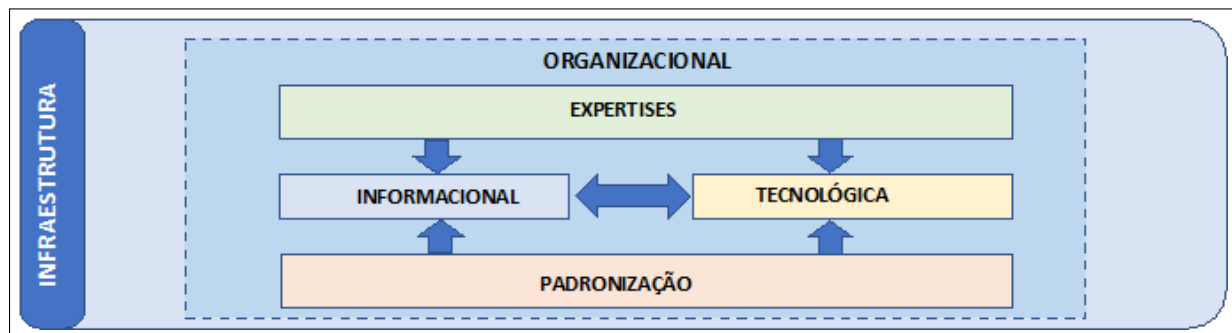 INFRAESTRUTURA
ORGANIZACIONAL
EXPERTISES
INFORMACIONAL
TECNOLÓGICA
PADRONIZAÇÃO